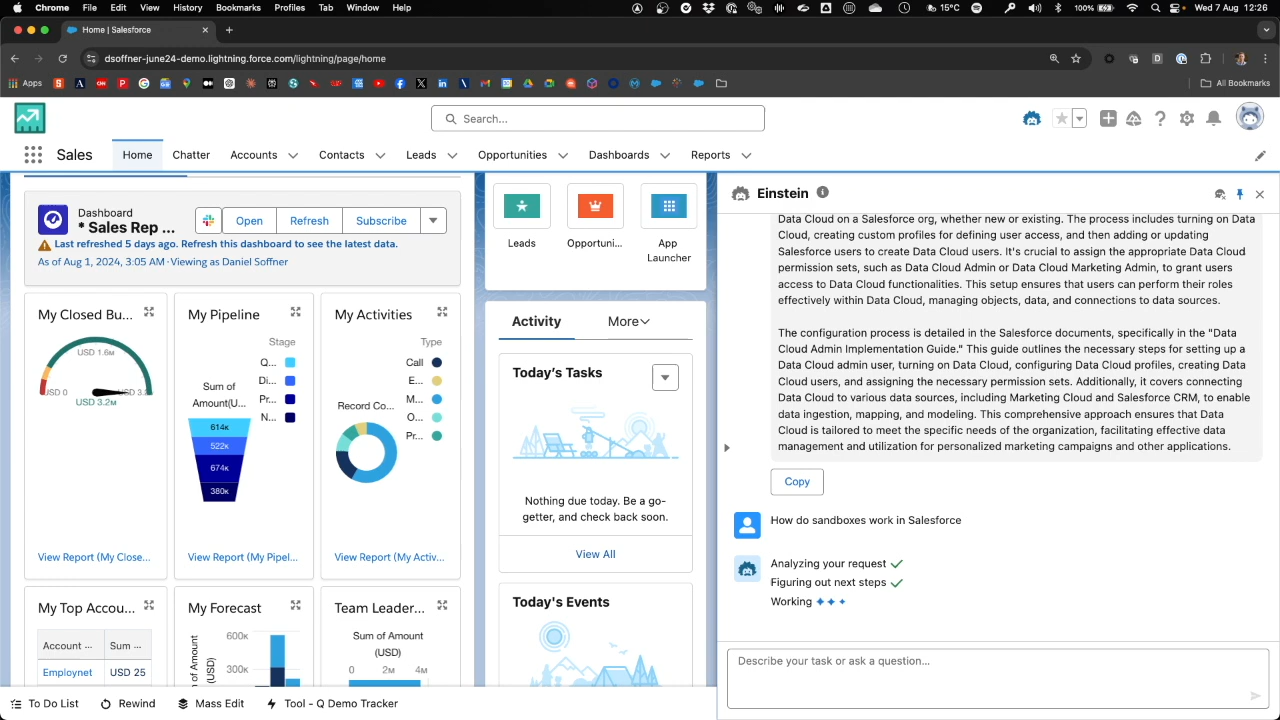 Chrome File Edit View History Bookmarks Profiles Tab Window Help 15°C 100% Wed 7 Aug 12:26
Home | Salesforce
dsoffner-june24-demo.lightning.force.com/lightning/page/home
Apps All Bookmarks
Search...
Sales Home Chatter Accounts Contacts Leads Opportunities Dashboards Reports
Dashboard
* Sales Rep ...
Open Refresh Subscribe
Last refreshed 5 days ago. Refresh this dashboard to see the latest data.
As of Aug 1, 2024, 3:05 AM·Viewing as Daniel Soffner
My Closed Bu...
USD 1.6м
USD 0
USD 3.2м
View Report (My Close...
My Pipeline
Stage
Q...
Di...
Pr...
N...
Sum of
Amount(U...
614к
522к
674к
380к
View Report (My Pipel...
My Activities
Type
Call
E...
M...
O...
Pr...
Record Co...
View Report (My Activ...
My Top Accou...
Account ... Sum ...
Employnet USD 25
My Forecast
600к
300к
of Amount
(USD)
Team Leader...
Sum of Amount
(USD)
0 2м 4м
Leads
Opportuni...
App
Launcher
Activity More
Today's Tasks
Nothing due today. Be a go-
getter, and check back soon.
View All
Today's Events
Einstein
Data Cloud on a Salesforce org, whether new or existing. The process includes turning on Data
Cloud, creating custom profiles for defining user access, and then adding or updating
Salesforce users to create Data Cloud users. It's crucial to assign the appropriate Data Cloud
permission sets, such as Data Cloud Admin or Data Cloud Marketing Admin, to grant users
access to Data Cloud functionalities. This setup ensures that users can perform their roles
effectively within Data Cloud, managing objects, data, and connections to data sources.
The configuration process is detailed in the Salesforce documents, specifically in the "Data
Cloud Admin Implementation Guide." This guide outlines the necessary steps for setting up a
Data Cloud admin user, turning on Data Cloud, configuring Data Cloud profiles, creating Data
Cloud users, and assigning the necessary permission sets. Additionally, it covers connecting
Data Cloud to various data sources, including Marketing Cloud and Salesforce CRM, to enable
data ingestion, mapping, and modeling. This comprehensive approach ensures that Data
Cloud is tailored to meet the specific needs of the organization, facilitating effective data
management and utilization for personalized marketing campaigns and other applications.
Copy
How do sandboxes work in Salesforce
Analyzing your request
Figuring out next steps
Working
Describe your task or ask a question...
To Do List Rewind Mass Edit Tool - Q Demo Tracker